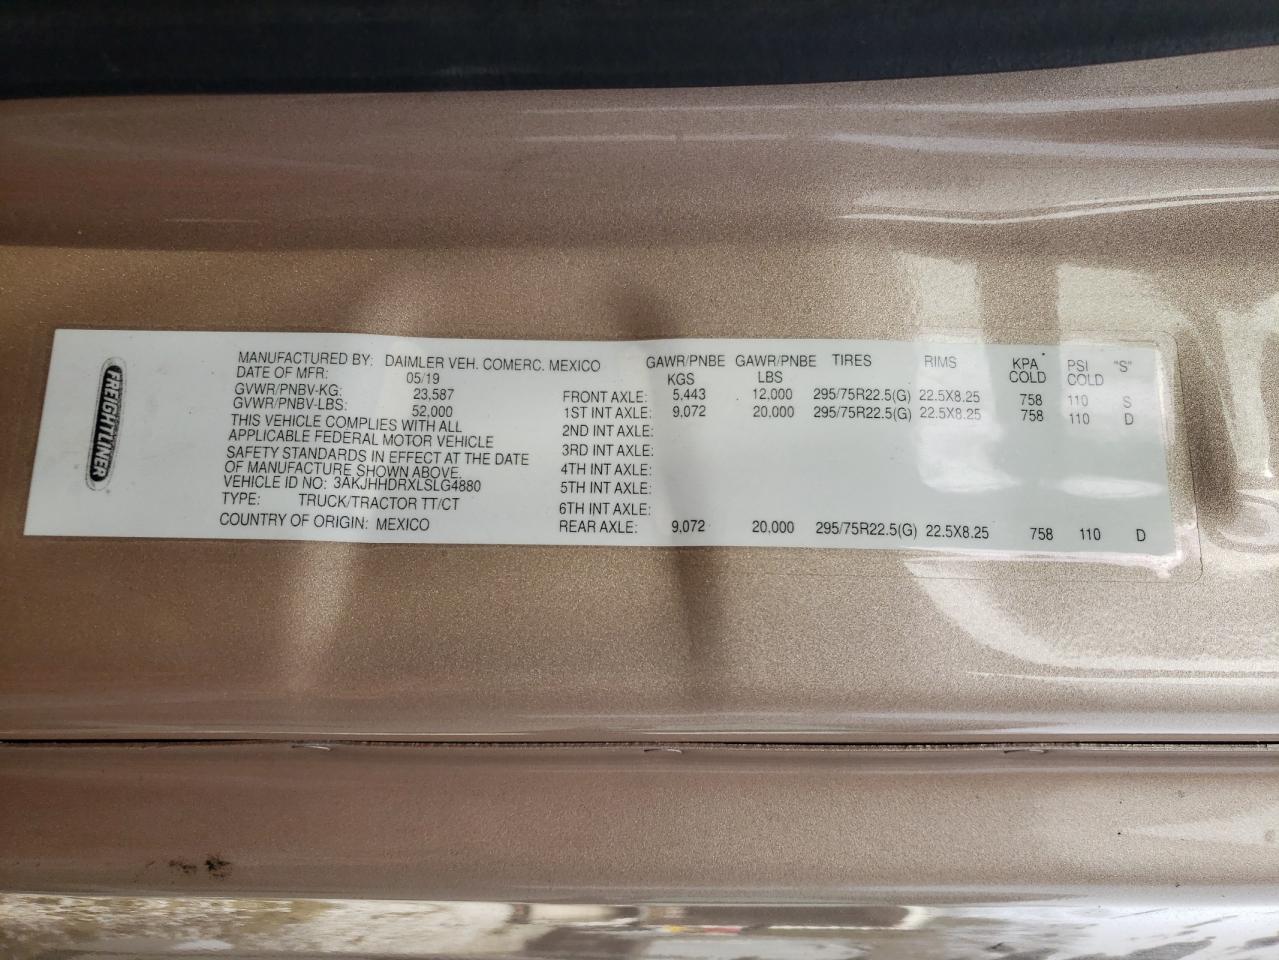 FREIGHTLINER
MANUFACTURED BY: DAIMLER VEH. COMERC. MEXICO
DATE OF MFR: 05/19
GVWR/PNBV-KG: 23,587
GVWR/PNBV-LBS: 52,000
THIS VEHICLE COMPLIES WITH ALL
APPLICABLE FEDERAL MOTOR VEHICLE
SAFETY STANDARDS IN EFFECT AT THE DATE
OF MANUFACTURE SHOWN ABOVE.
VEHICLE ID NO: 3AKJHHDRXLSLG4880
TYPE: TRUCK/TRACTOR TT/CT
COUNTRY OF ORIGIN: MEXICO
GAWR/PNBE GAWR/PNBE TIRES RIMS KPA PSI "S"
KGS LBS COLD COLD
FRONT AXLE: 5,443 12,000 295/75R22.5(G) 22.5X8.25 758 110 S
1ST INT AXLE: 9,072 20,000 295/75R22.5(G) 22.5X8.25 758 110 D
2ND INT AXLE:
3RD INT AXLE:
4TH INT AXLE:
5TH INT AXLE:
6TH INT AXLE:
REAR AXLE: 9,072 20,000 295/75R22.5(G) 22.5X8.25 758 110 D